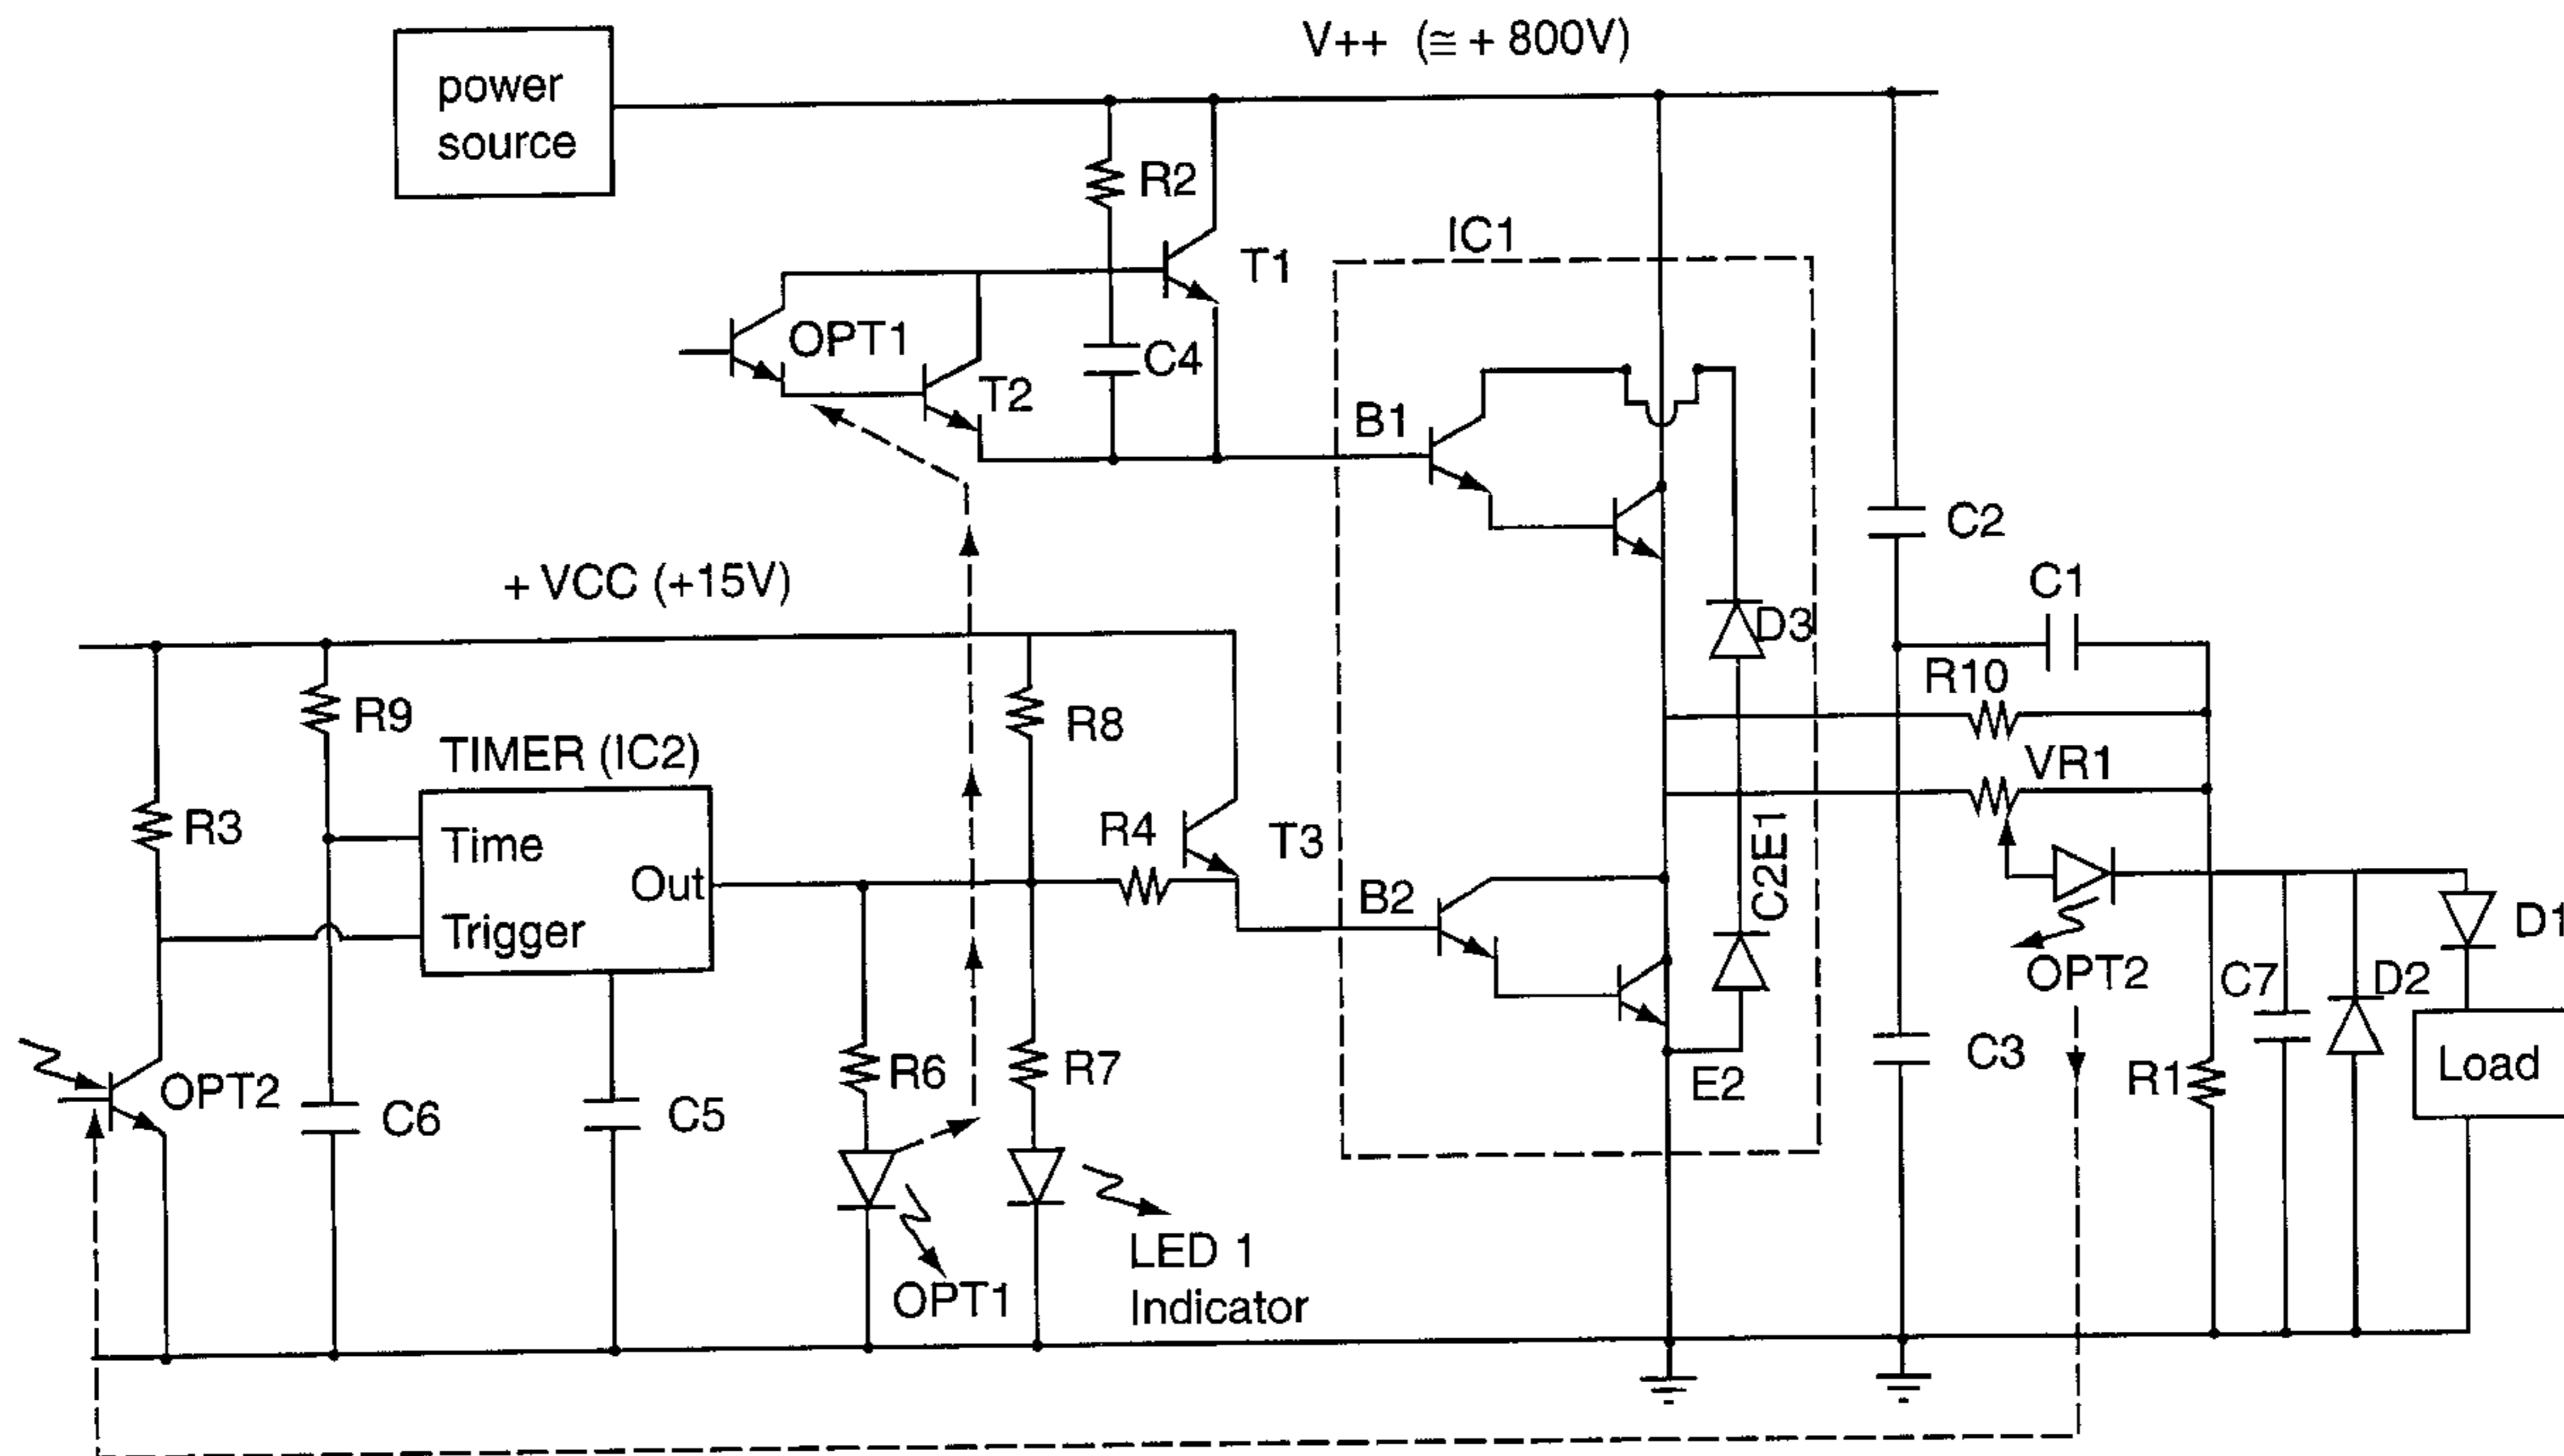 V++ (≅ + 800V)
power
source
R2
IC1
T1
OPT1
C4
T2
B1
C2
+ VCC (+15V)
C1
D3
R10
R9
R8
TIMER (IC2)
VR1
R3
Time
R4
T3
C2E1
Out
B2
Trigger
D1
OPT2
C7
D2
R6
R7
C3
Load
E2
R1
OPT2
C6
C5
LED 1
OPT1
Indicator